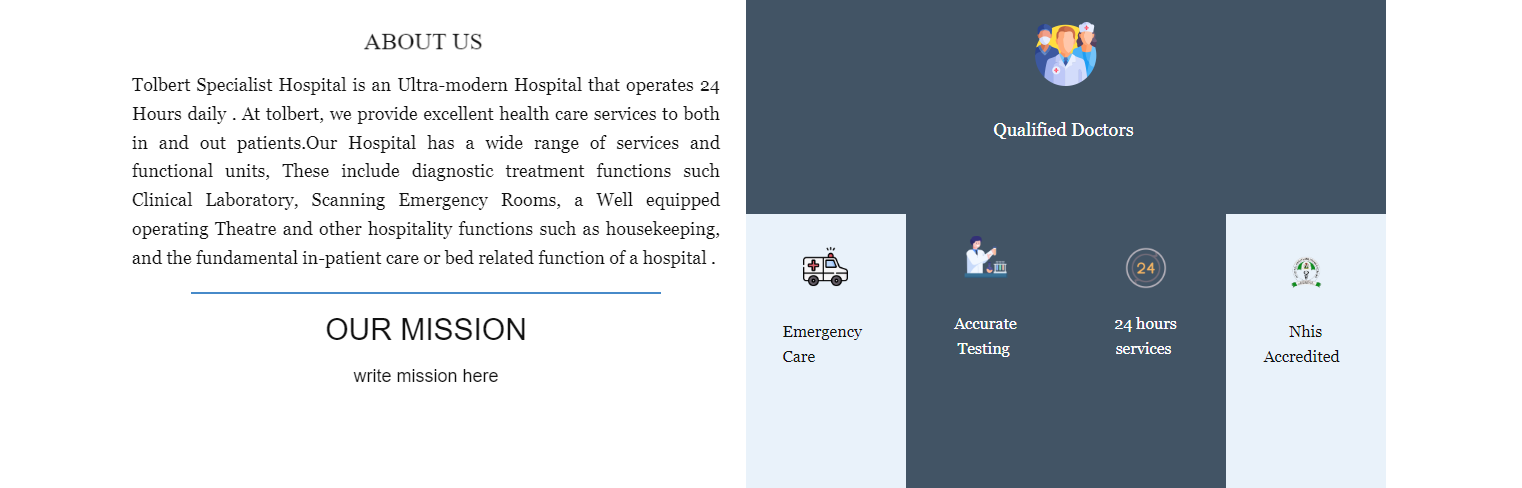 ABOUT US
Tolbert Specialist Hospital is an Ultra-modern Hospital that operates 24
Hours daily . At tolbert, we provide excellent health care services to both
in and out patients.Our Hospital has a wide range of services and
functional units, These include diagnostic treatment functions such
Clinical Laboratory, Scanning Emergency Rooms, a Well equipped
operating Theatre and other hospitality functions such as housekeeping,
and the fundamental in-patient care or bed related function of a hospital .
OUR MISSION
write mission here
Qualified Doctors
Emergency
Care
Accurate
Testing
24
24 hours
services
Nhis
Accredited